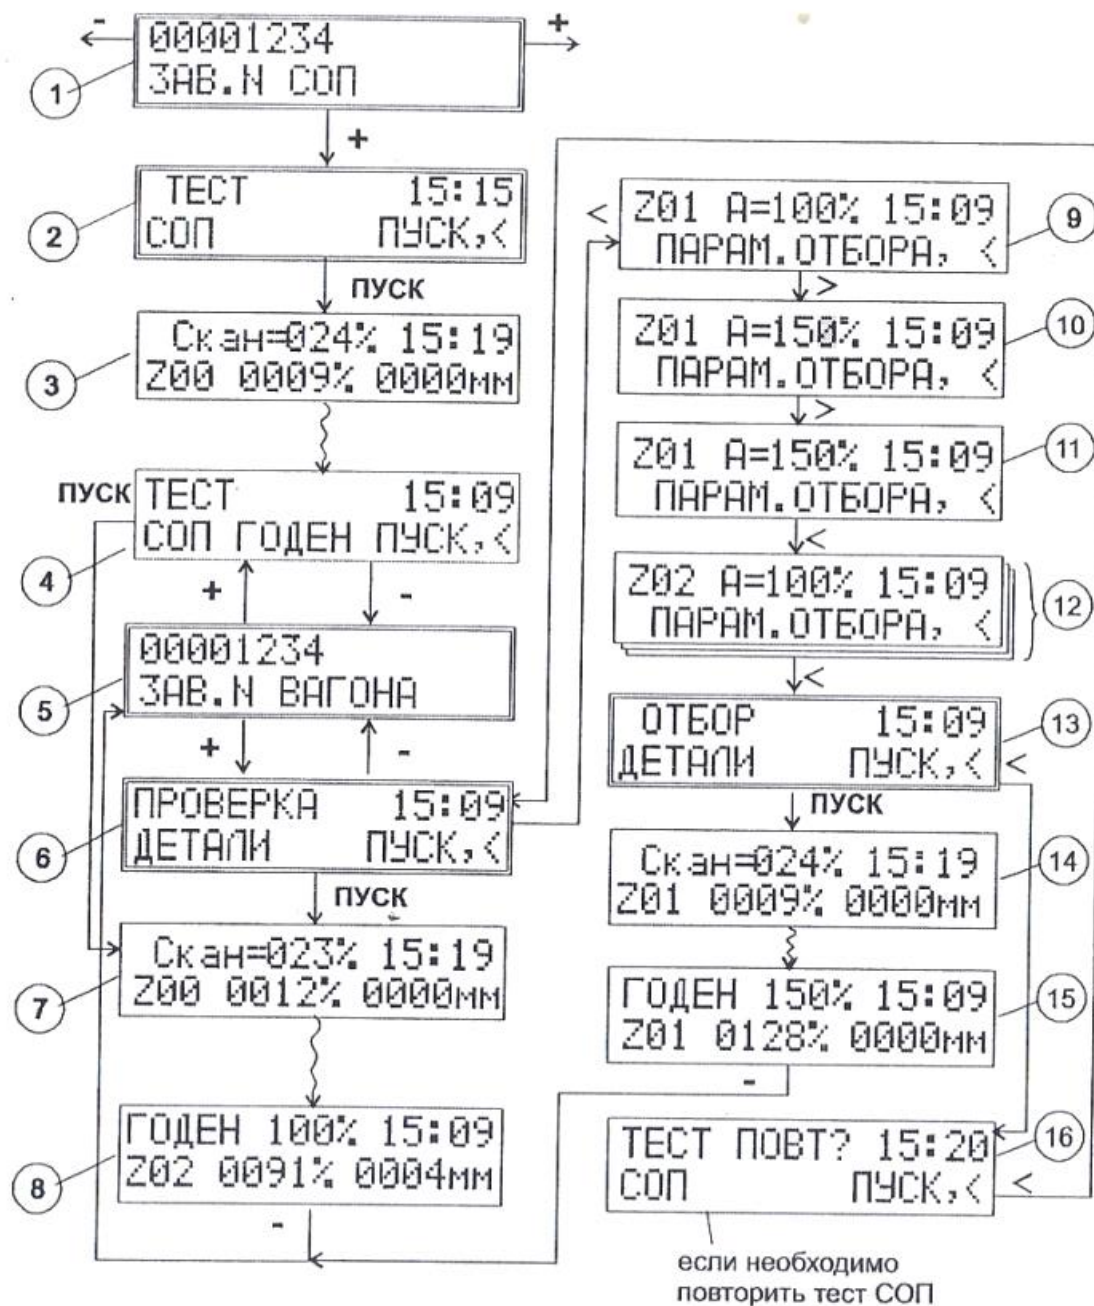 - +
00001234
ЗАВ.N СОП
1
+
ТЕСТ 15:15
СОП ПУСК,<
2
ПУСК
Скан=024% 15:19
Z00 0009% 0000мм
3
ПУСК
ТЕСТ 15:09
СОП ГОДЕН ПУСК,<
4
+ -
00001234
ЗАВ.N ВАГОНА
5
+ -
ПРОВЕРКА 15:09
ДЕТАЛИ ПУСК,<
6
ПУСК
Скан=023% 15:19
Z00 0012% 0000мм
7
ГОДЕН 100% 15:09
Z02 0091% 0004мм
8
-
<
Z01 А=100% 15:09
ПАРАМ.ОТБОРА, <
9
>
Z01 А=150% 15:09
ПАРАМ.ОТБОРА, <
10
>
Z01 А=150% 15:09
ПАРАМ.ОТБОРА, <
11
<
Z02 А=100% 15:09
ПАРАМ.ОТБОРА, <
12
<
ОТБОР 15:09
ДЕТАЛИ ПУСК,<
13
<
ПУСК
Скан=024% 15:19
Z01 0009% 0000мм
14
ГОДЕН 150% 15:09
Z01 0128% 0000мм
15
-
ТЕСТ ПОВТ? 15:20
СОП ПУСК,<
16
<
если необходимо
повторить тест СОП